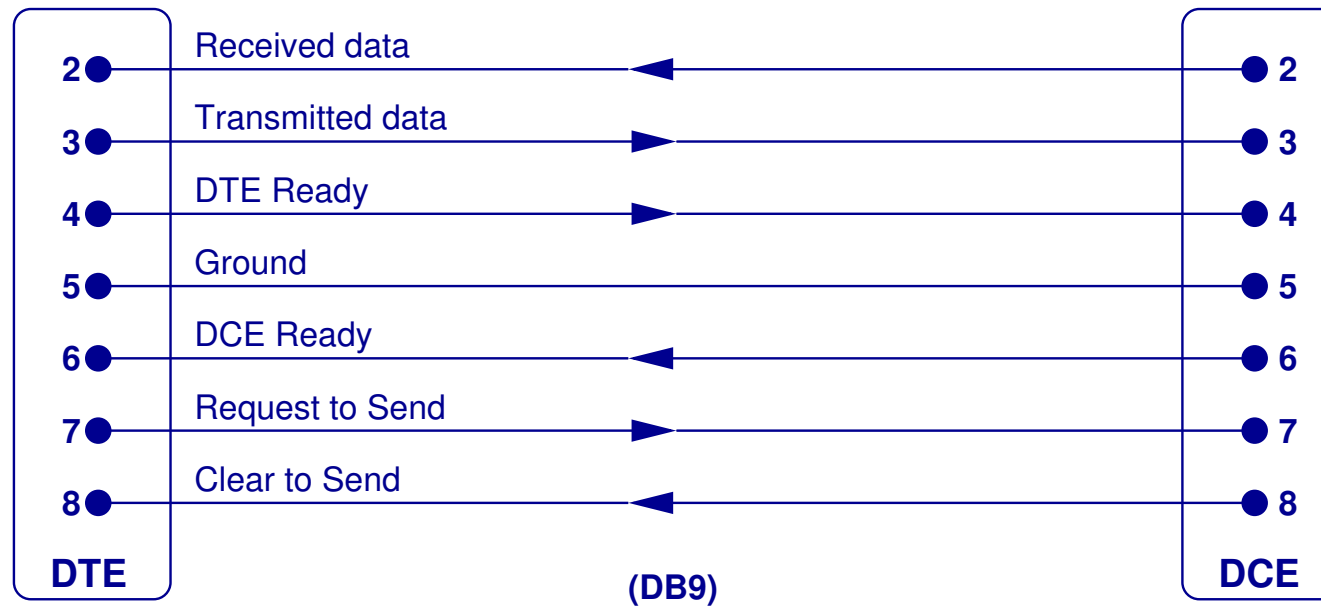 2 Received data 2
3 Transmitted data 3
4 DTE Ready 4
5 Ground 5
6 DCE Ready 6
7 Request to Send 7
8 Clear to Send 8
DTE (DB9) DCE